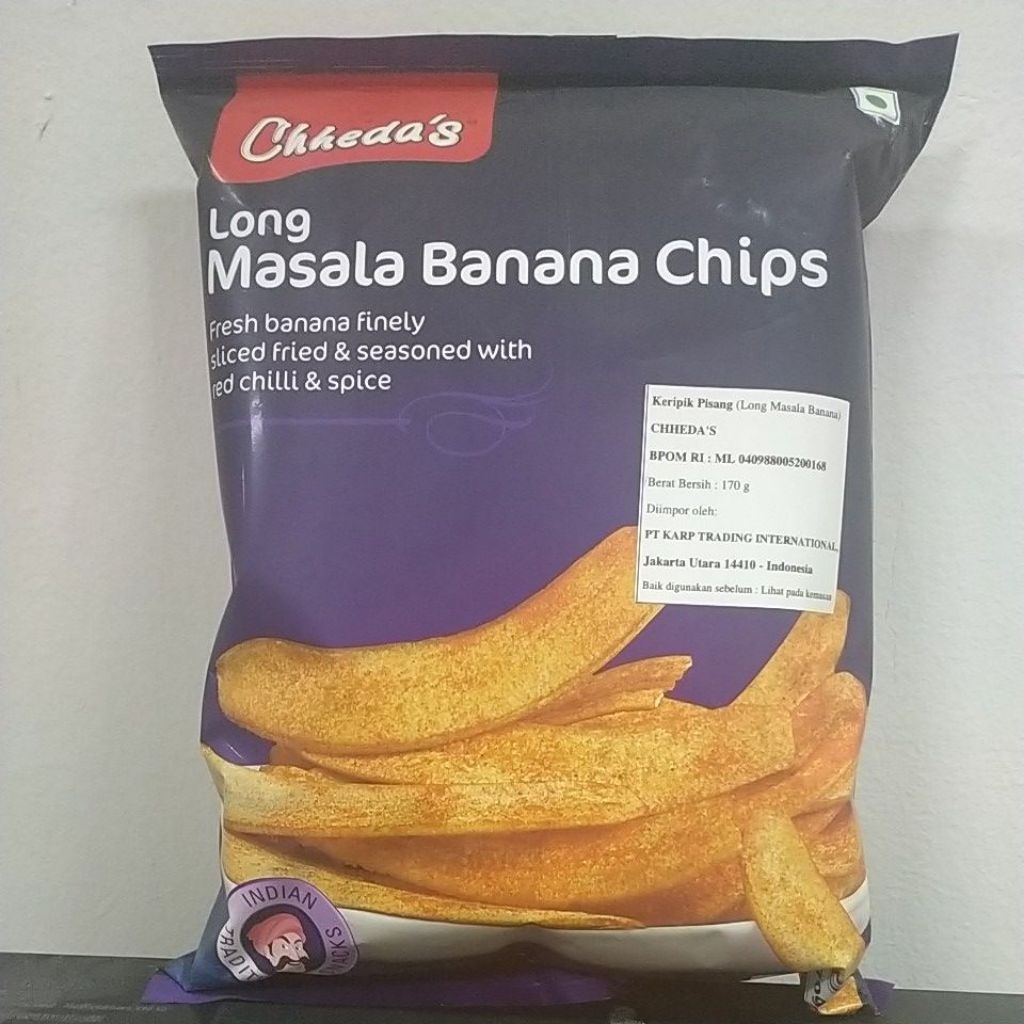 Chheda's
Long
Masala Banana Chips
Fresh banana finely
sliced fried & seasoned with
red chilli & spice
Keripik Pisang (Long Masala Banana)
CHHEDA'S
BPOM RI : ML 040988005200168
Berat Bersih : 170 g
Diimpor oleh:
PT KARP TRADING INTERNATIONAL,
Jakarta Utara 14410 - Indonesia
Baik digunakan sebelum : Lihat pada kemasan
INDIAN